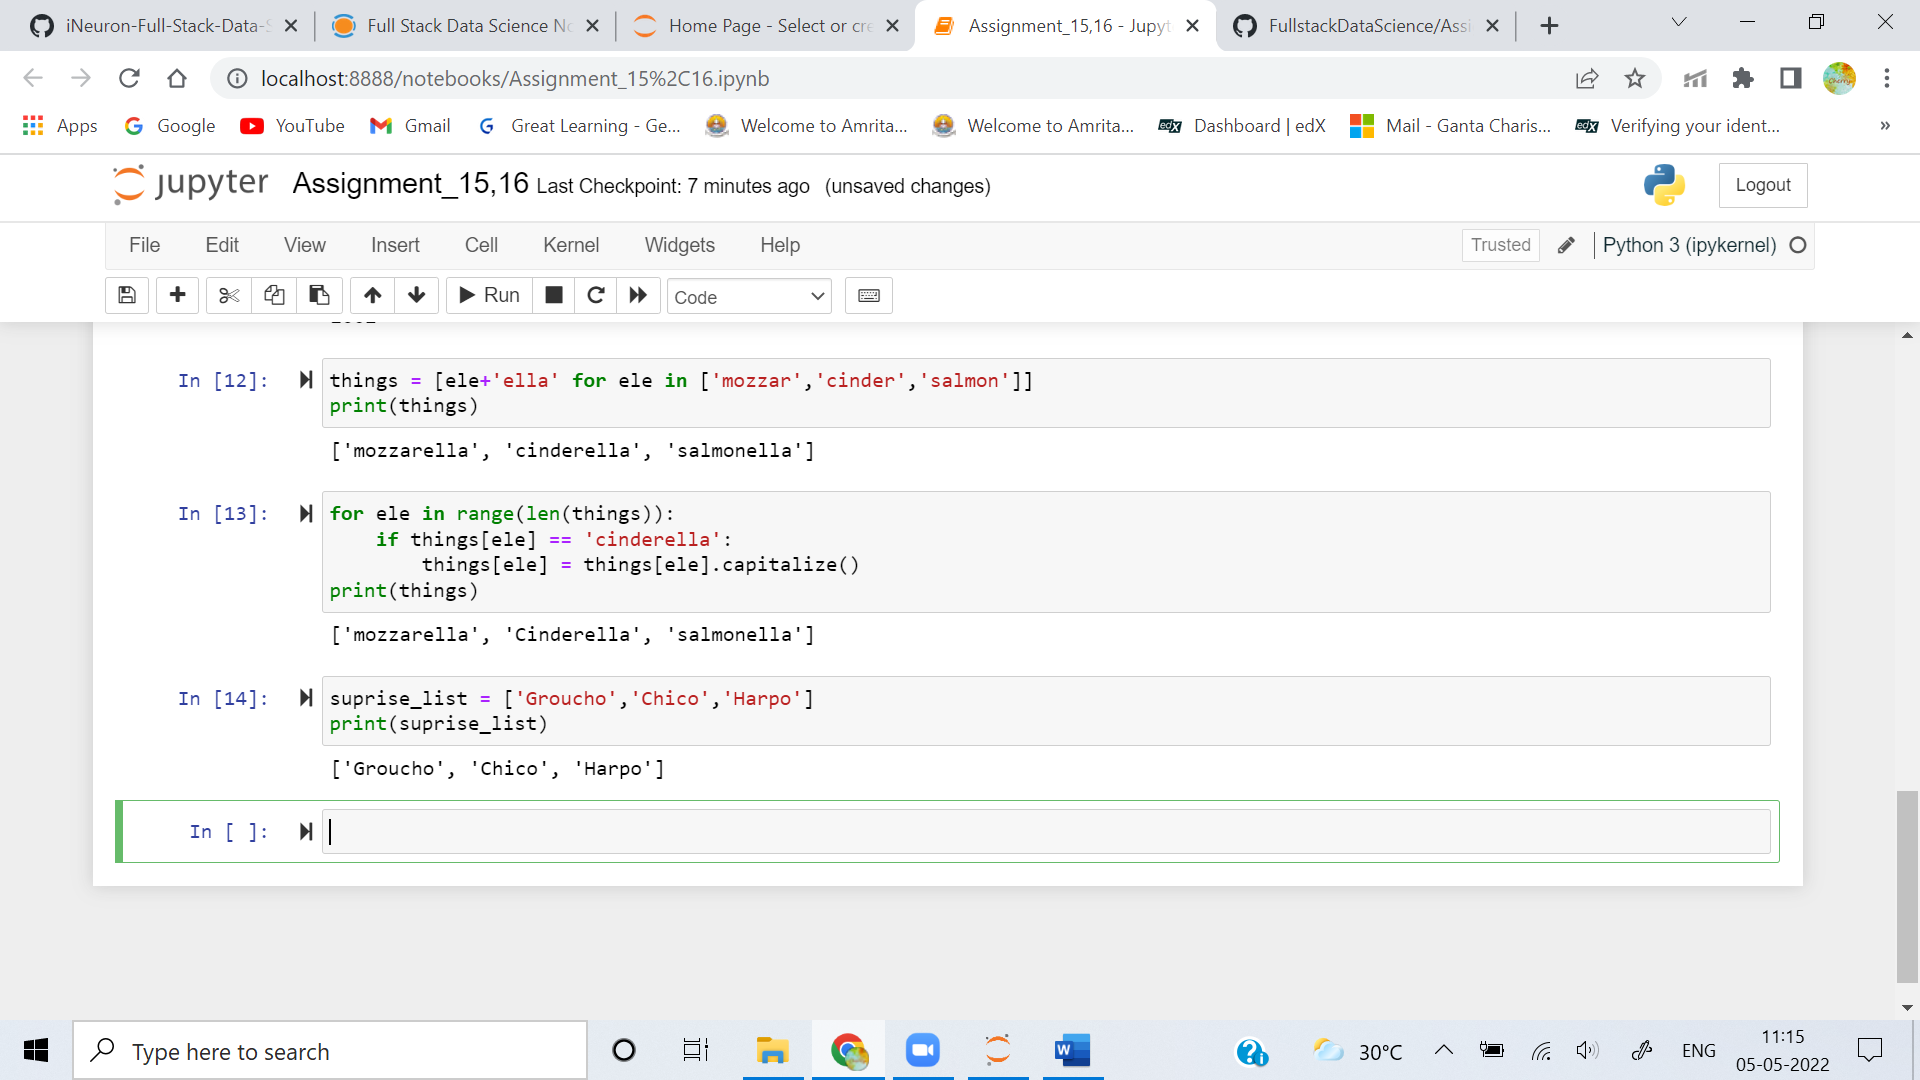 iNeuron-Full-Stack-Data-S
Full Stack Data Science No
Home Page - Select or cre
Assignment_15,16 - Jupyt
FullstackDataScience/Assi
localhost:8888/notebooks/Assignment_15%2C16.ipynb
Apps
Google
YouTube
Gmail
Great Learning - Ge...
Welcome to Amrita...
Welcome to Amrita...
Dashboard | edX
Mail - Ganta Charis...
Verifying your ident...
»
jupyter Assignment_15,16 Last Checkpoint: 7 minutes ago (unsaved changes)
Logout
File Edit View Insert Cell Kernel Widgets Help
Trusted
Python 3 (ipykernel)
Run
Code
In [12]: things = [ele+'ella' for ele in ['mozzar','cinder','salmon']]
print(things)
['mozzarella', 'cinderella', 'salmonella']
In [13]: for ele in range(len(things)):
if things[ele] == 'cinderella':
things[ele] = things[ele].capitalize()
print(things)
['mozzarella', 'Cinderella', 'salmonella']
In [14]: suprise_list = ['Groucho','Chico','Harpo']
print(suprise_list)
['Groucho', 'Chico', 'Harpo']
In [ ]:
Type here to search
30°C
ENG
11:15
05-05-2022